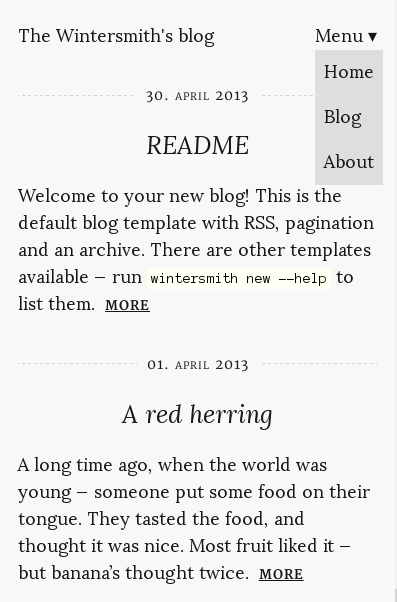 The Wintersmith's blog
Menu ▾
Home
Blog
About
30. APRIL 2013
README
Welcome to your new blog! This is the
default blog template with RSS, pagination
and an archive. There are other templates
available — run wintersmith new --help to
list them. MORE
01. APRIL 2013
A red herring
A long time ago, when the world was
young — someone put some food on their
tongue. They tasted the food, and
thought it was nice. Most fruit liked it —
but banana’s thought twice. MORE